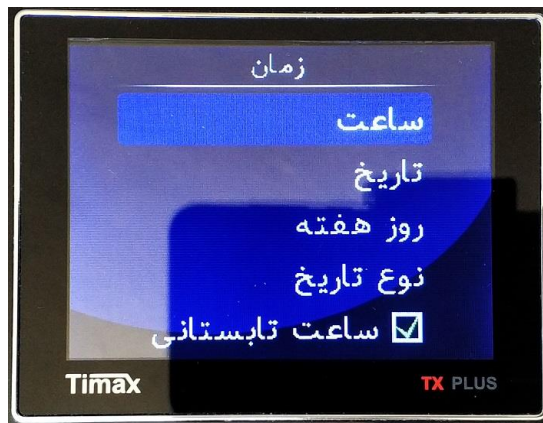 زمان
ساعت
تاریخ
روز هفته
نوع تاریخ
ساعت تابستانی
Timax
TX PLUS